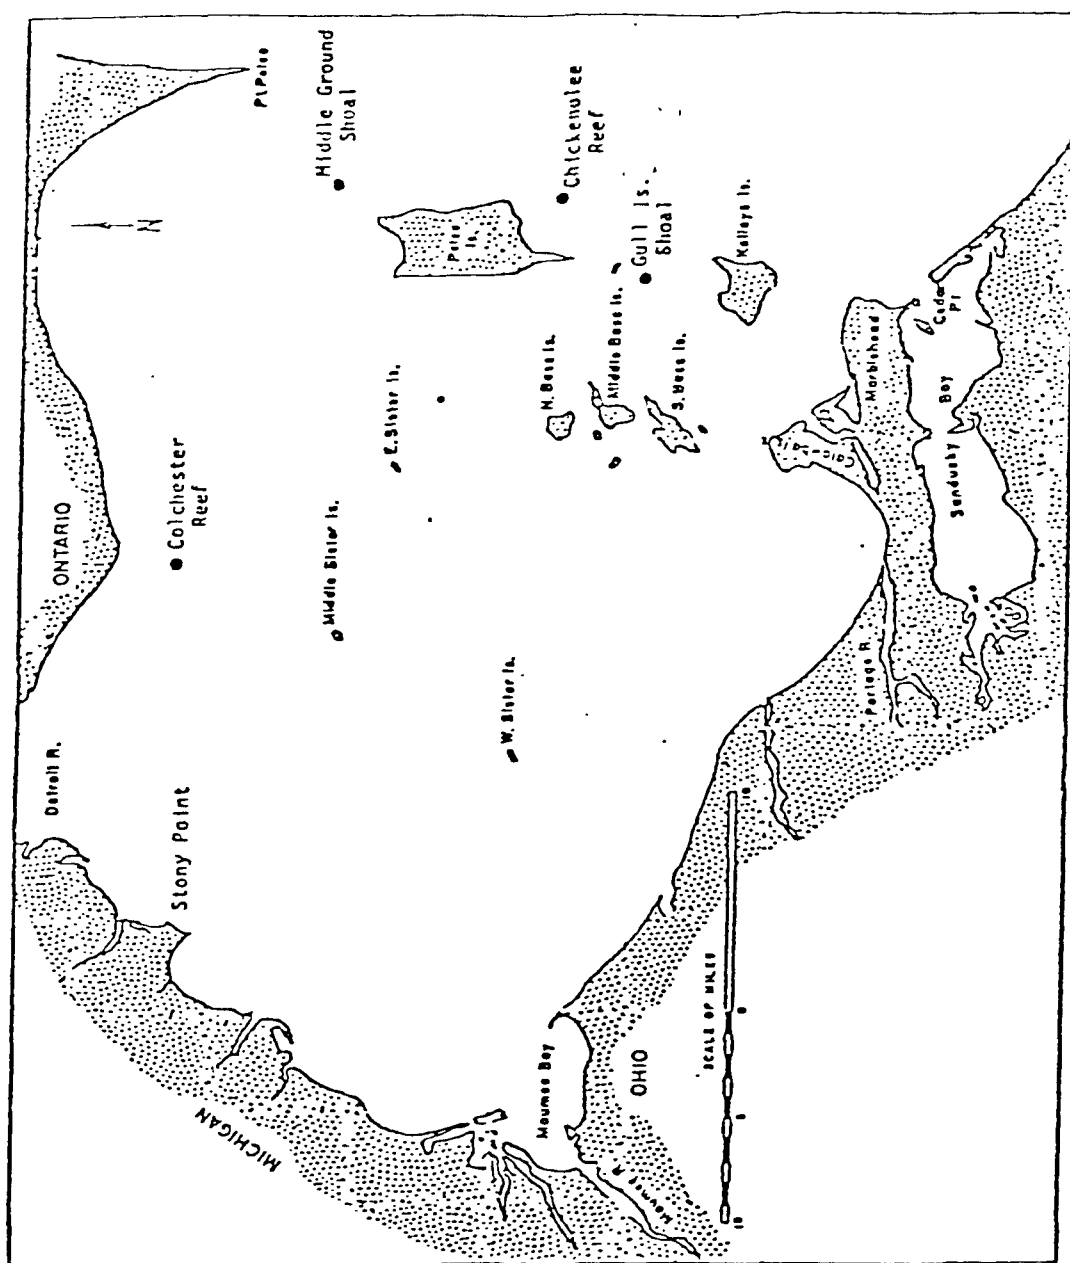 Pt Pelee
Middle Ground
Shoal
N
Chickenulee
Reef
Pelee
Is.
Gull Is.
Shoal
Kelleys Is.
ONTARIO
Colchester
Reef
E. Sister Is.
N. Bass Is.
Middle Bass Is.
S. Bass Is.
Marblehead
Cedar
Pt
Sandusky Bay
Middle Sister Is.
W. Sister Is.
Portage R.
Detroit R.
Stony Point
MICHIGAN
Maumee Bay
OHIO
Maumee R.
SCALE OF MILES
10 5 0 10